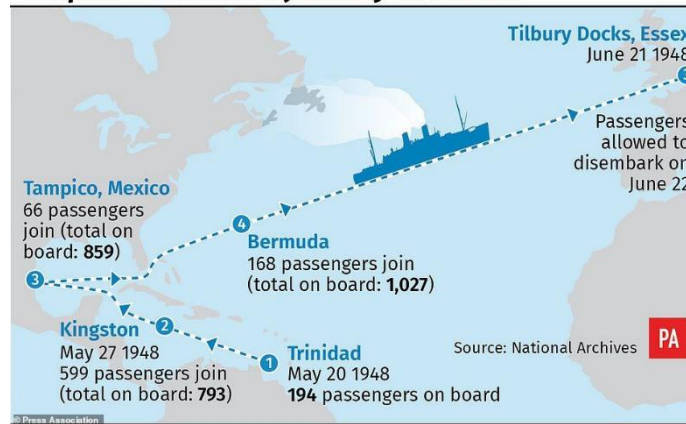 Tilbury Docks, Essex
June 21 1948
5
Passengers
allowed to
disembark on
June 22
Tampico, Mexico
66 passengers
join (total on
board: 859)
4
Bermuda
168 passengers join
(total on board: 1,027)
3
Kingston
May 27 1948
599 passengers join
(total on board: 793)
2
1
Trinidad
May 20 1948
194 passengers on board
Source: National Archives
PA
© Press Association